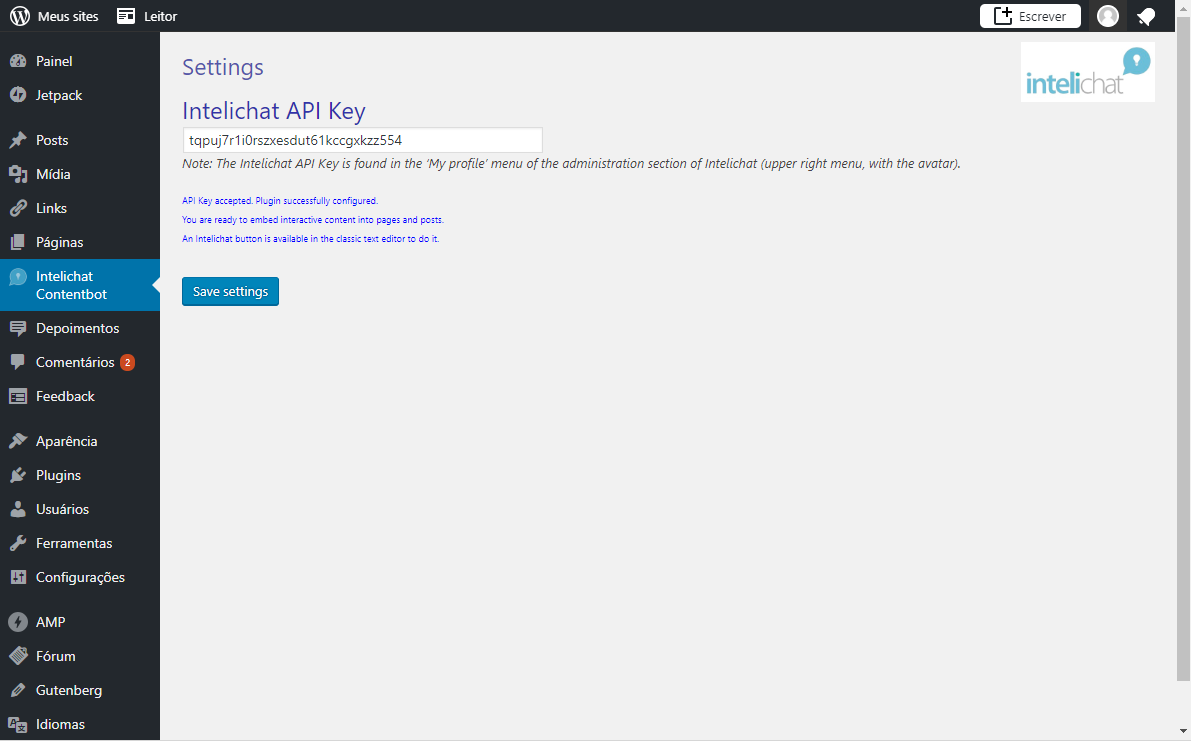 Meus sites
Leitor
Escrever
Painel
Jetpack
Posts
Mídia
Links
Páginas
Intelichat
Contentbot
Depoimentos
Comentários 2
Feedback
Aparência
Plugins
Usuários
Ferramentas
Configurações
AMP
Fórum
Gutenberg
Idiomas
Settings
intelichat
Intelichat API Key
tqpuj7r1i0rszxesdut61kccgxkzz554
Note: The Intelichat API Key is found in the ‘My profile’ menu of the administration section of Intelichat (upper right menu, with the avatar).
API Key accepted. Plugin successfully configured.
You are ready to embed interactive content into pages and posts.
An Intelichat button is available in the classic text editor to do it.
Save settings